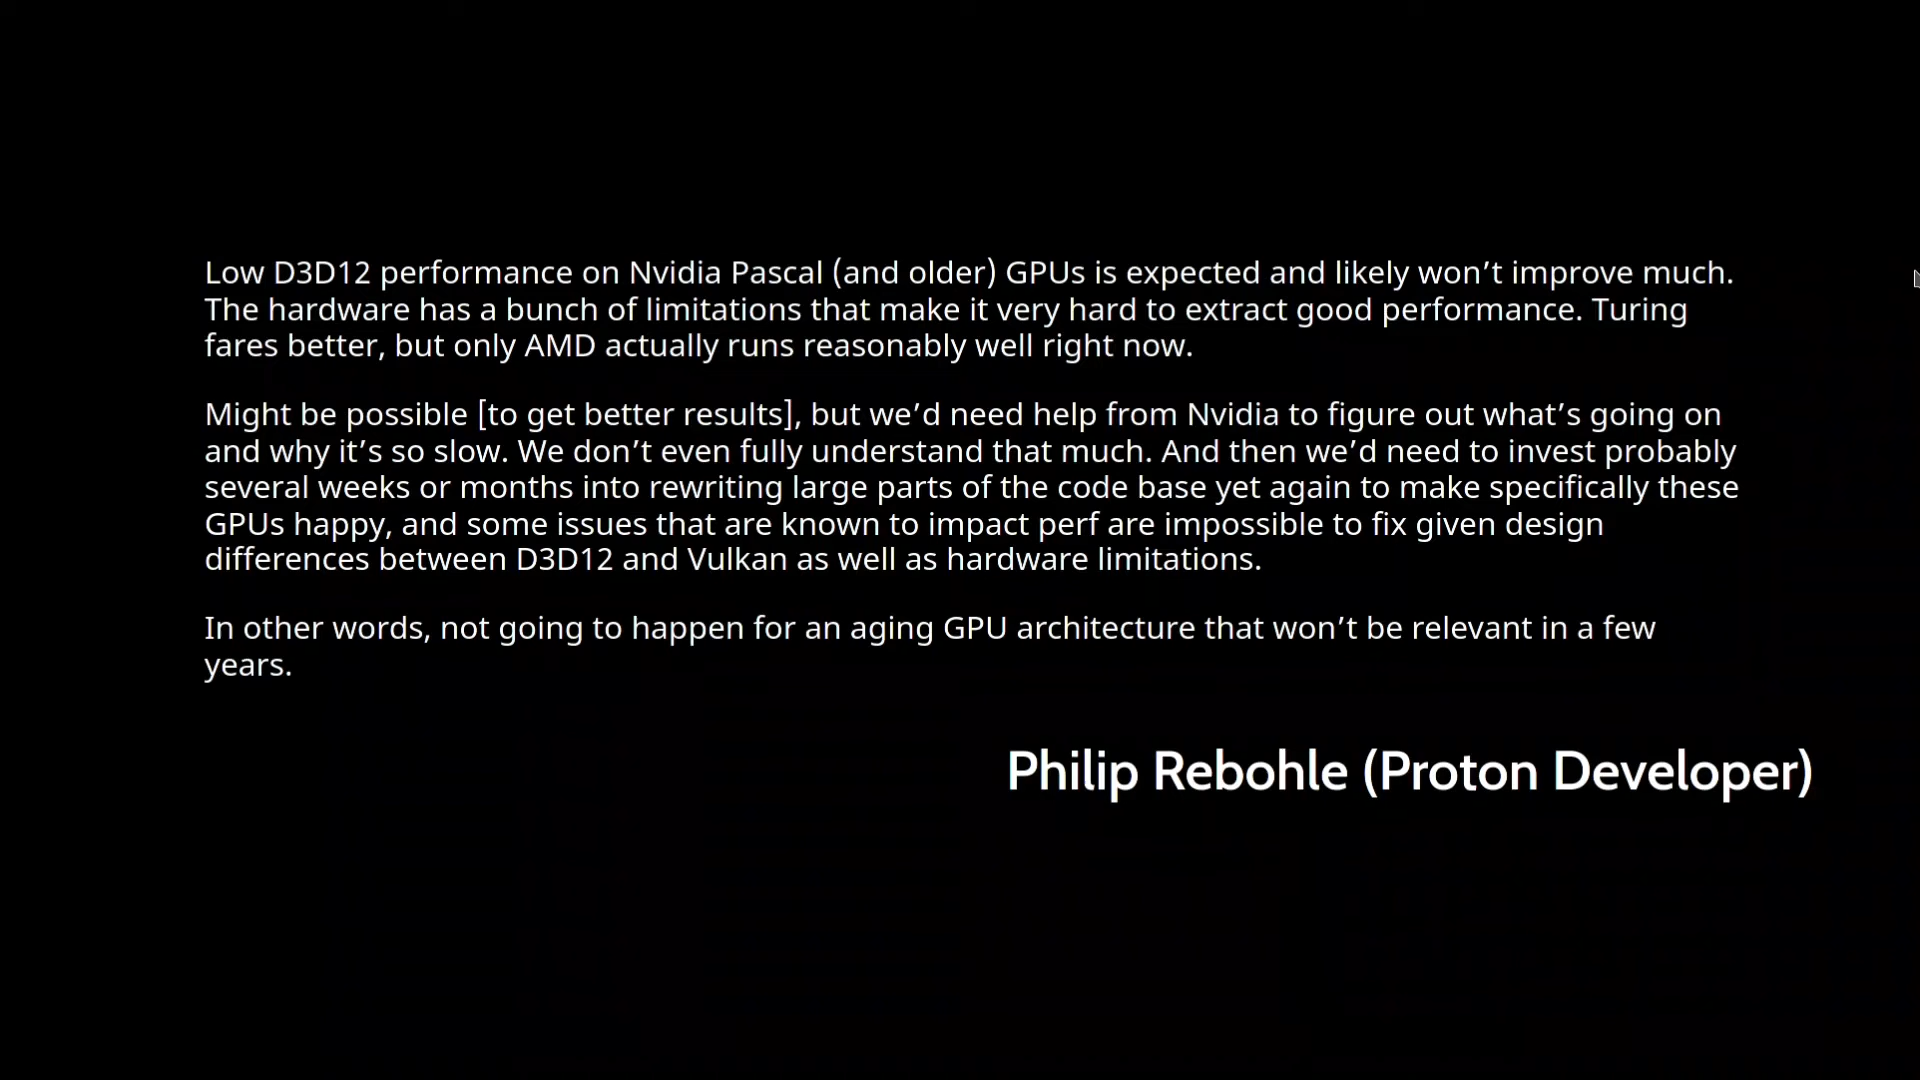 Low D3D12 performance on Nvidia Pascal (and older) GPUs is expected and likely won’t improve much.
The hardware has a bunch of limitations that make it very hard to extract good performance. Turing
fares better, but only AMD actually runs reasonably well right now.
Might be possible [to get better results], but we’d need help from Nvidia to figure out what’s going on
and why it’s so slow. We don’t even fully understand that much. And then we’d need to invest probably
several weeks or months into rewriting large parts of the code base yet again to make specifically these
GPUs happy, and some issues that are known to impact perf are impossible to fix given design
differences between D3D12 and Vulkan as well as hardware limitations.
In other words, not going to happen for an aging GPU architecture that won’t be relevant in a few
years.
Philip Rebohle (Proton Developer)